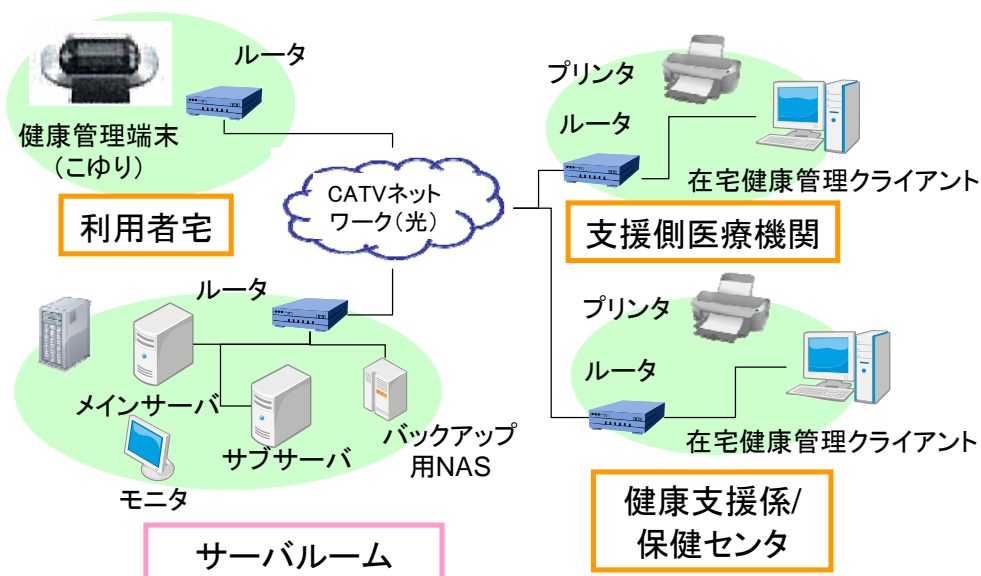 ルータ
健康管理端末
(こゆり)
利用者宅
CATVネット
ワーク(光)
プリンタ
ルータ
在宅健康管理クライアント
支援側医療機関
ルータ
メインサーバ
サブサーバ
バックアップ
用NAS
モニタ
サーバルーム
プリンタ
ルータ
在宅健康管理クライアント
健康支援係/
保健センタ